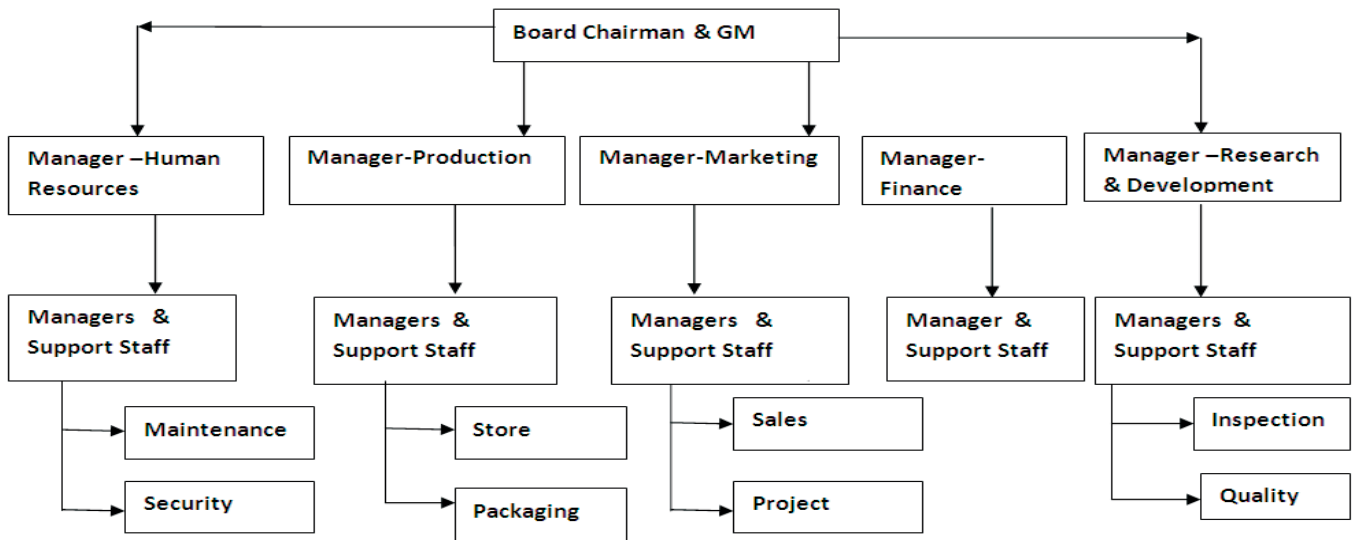 Board Chairman & GM
Manager –Human
Resources
Manager-Production
Manager-Marketing
Manager-
Finance
Manager –Research
& Development
Managers &
Support Staff
Managers &
Support Staff
Managers &
Support Staff
Manager &
Support Staff
Managers &
Support Staff
Maintenance
Store
Sales
Inspection
Security
Packaging
Project
Quality